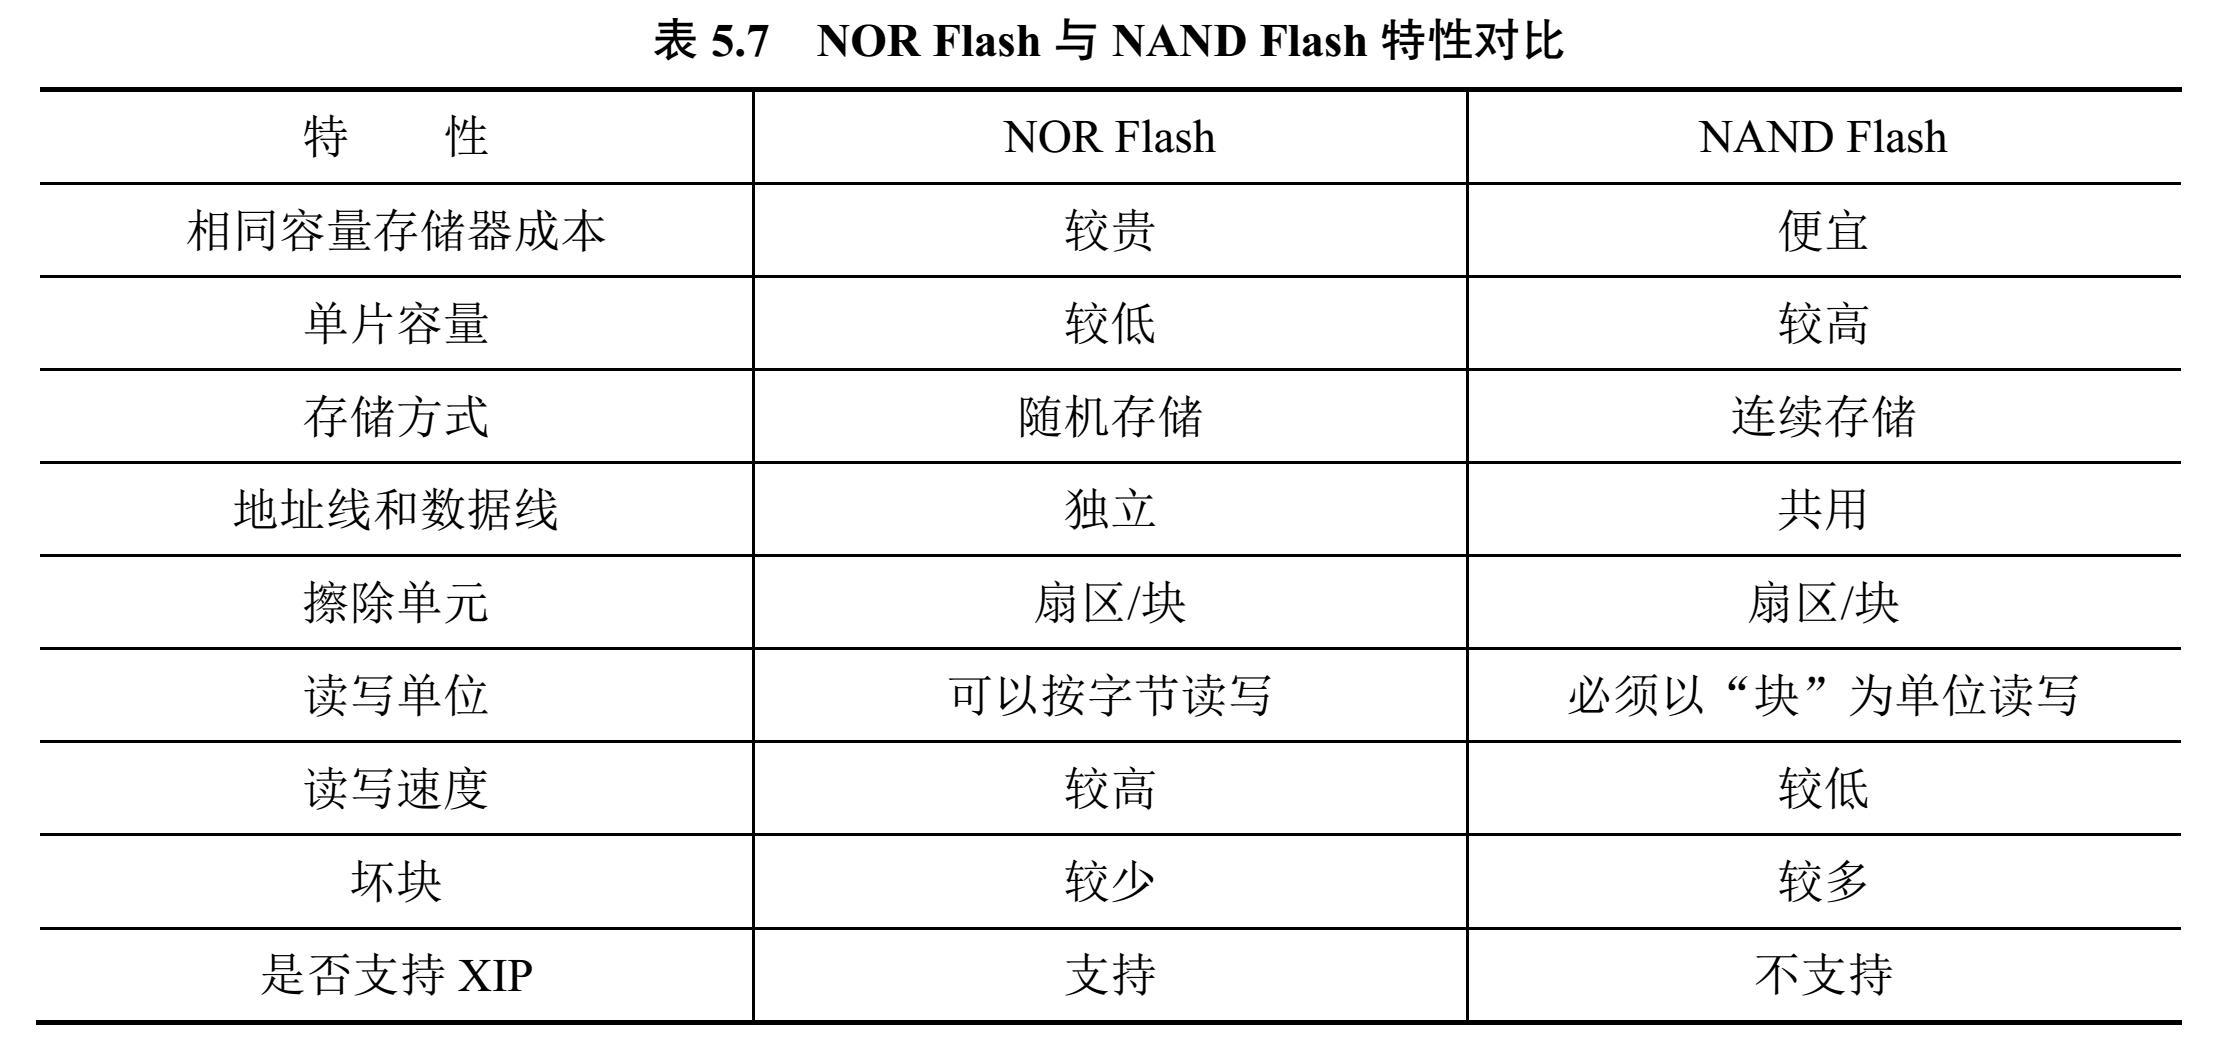 表 5.7 NOR Flash 与 NAND Flash 特性对比
特 性 NOR Flash NAND Flash
相同容量存储器成本 较贵 便宜
单片容量 较低 较高
存储方式 随机存储 连续存储
地址线和数据线 独立 共用
擦除单元 扇区/块 扇区/块
读写单位 可以按字节读写 必须以“块”为单位读写
读写速度 较高 较低
坏块 较少 较多
是否支持 XIP 支持 不支持